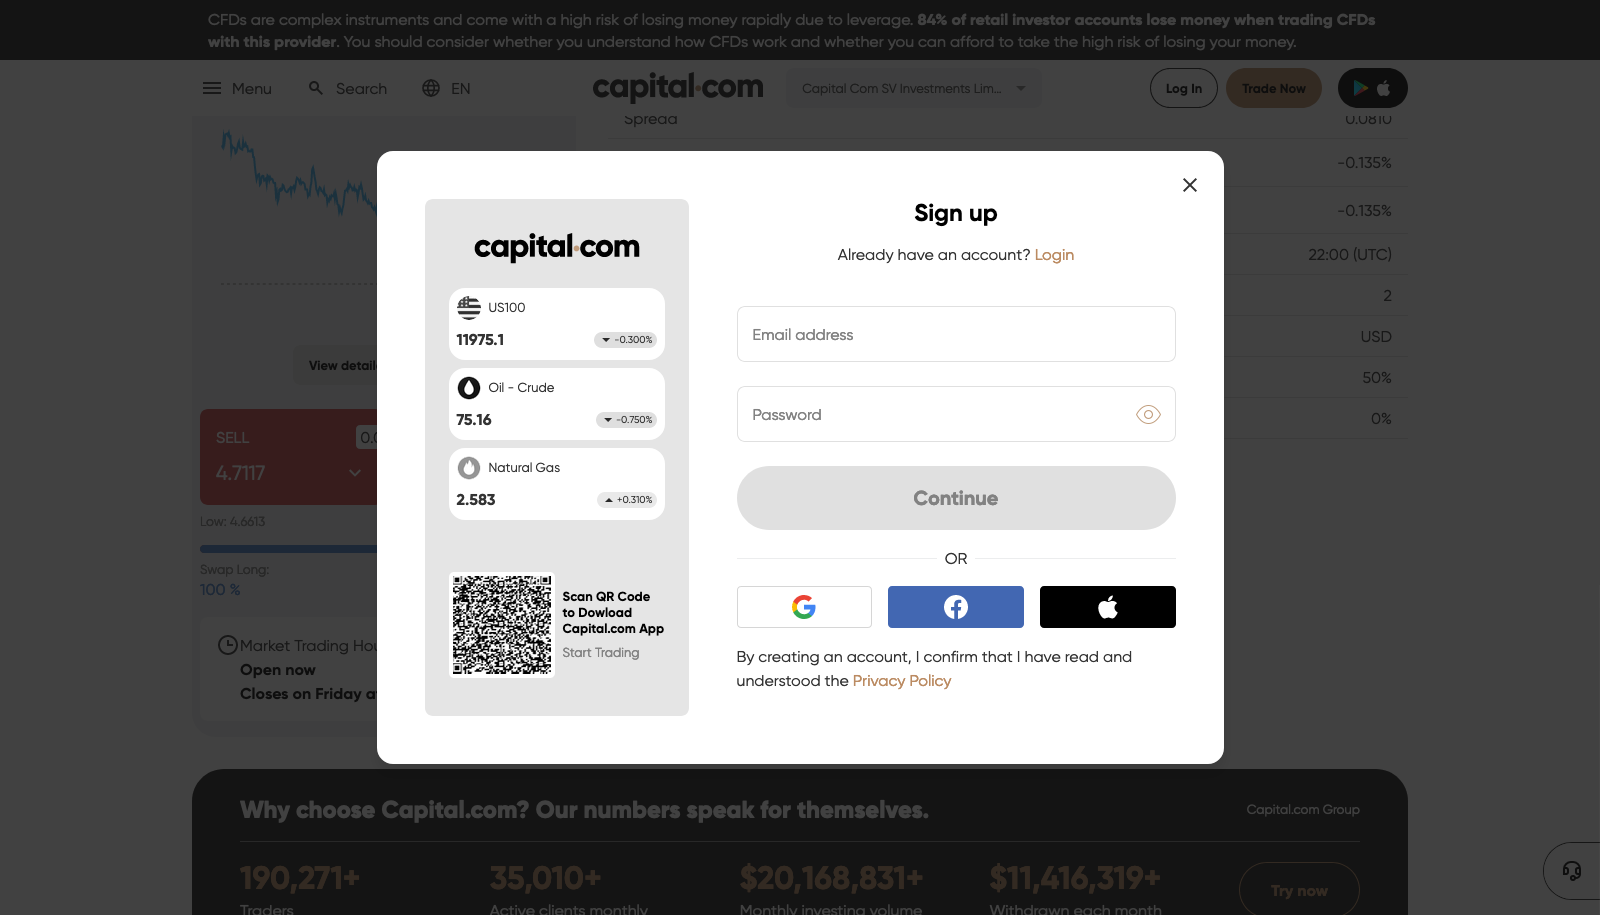 CFDs are complex instruments and come with a high risk of losing money rapidly due to leverage. 84% of retail investor accounts lose money when trading CFDs
with this provider. You should consider whether you understand how CFDs work and whether you can afford to take the high risk of losing your money.
Menu
Search
EN
capital.com
Capital Com SV Investments Lim...
Log In
Trade Now
Spread
0.0810
-0.135%
-0.135%
22:00 (UTC)
2
USD
50%
0%
SELL
4.7117
Low: 4.6613
Swap Long:
100 %
Open now
Sign up
Already have an account? Login
capital.com
US100
11975.1
-0.300%
Oil - Crude
75.16
-0.750%
Natural Gas
2.583
+0.310%
Scan QR Code
to Dowload
Capital.com App
Start Trading
Email address
Password
Continue
OR
By creating an account, I confirm that I have read and
understood the Privacy Policy
View
Market Trading
Closes on Friday
Why choose Capital.com? Our numbers speak for themselves.
Capital.com Group
190,271+
Traders
35,010+
Active clients monthly
$20,168,831+
Monthly investing volume
$11,416,319+
Withdrawn each month
Try now